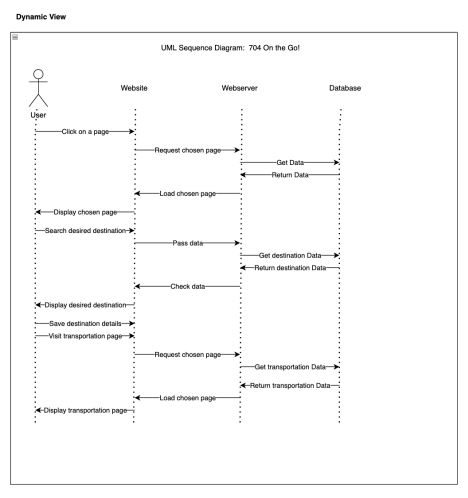 Dynamic View
UML Sequence Diagram: 704 On the Go!
User
Website
Webserver
Database
Click on a page
Request chosen page
Get Data
Return Data
Load chosen page
Display chosen page
Search desired destination
Pass data
Get destination Data
Return destination Data
Check data
Display desired destination
Save destination details
Visit transportation page
Request chosen page
Get transportation Data
Return transportation Data
Load chosen page
Display transportation page